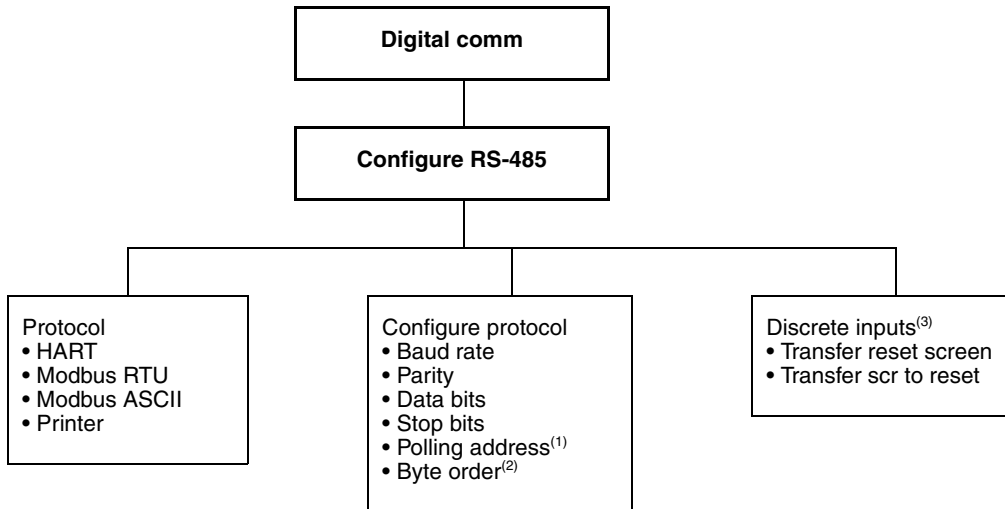 Digital comm
Configure RS-485
Protocol
• HART
• Modbus RTU
• Modbus ASCII
• Printer
Configure protocol
• Baud rate
• Parity
• Data bits
• Stop bits
• Polling address(1)
• Byte order(2)
Discrete inputs(3)
• Transfer reset screen
• Transfer scr to reset